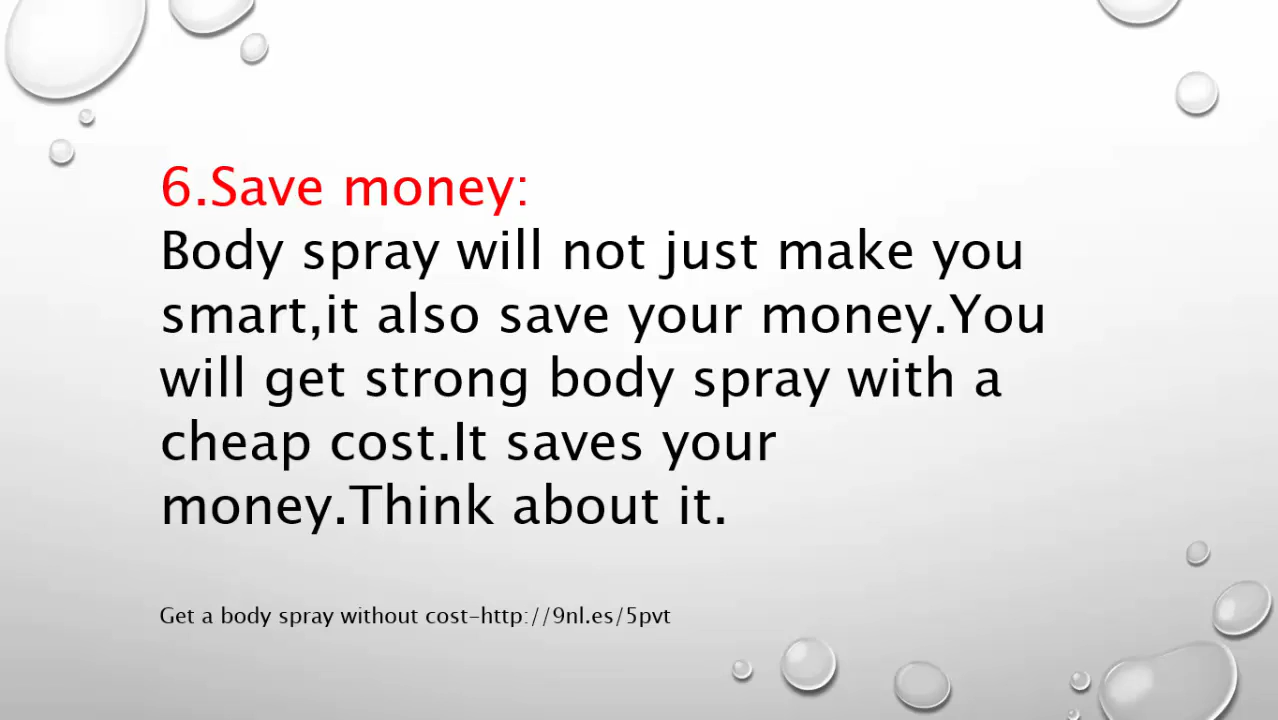 6.Save money:
Body spray will not just make you
smart,it also save your money.You
will get strong body spray with a
cheap cost.It saves your
money.Think about it.
Get a body spray without cost-http://9nl.es/5pvt